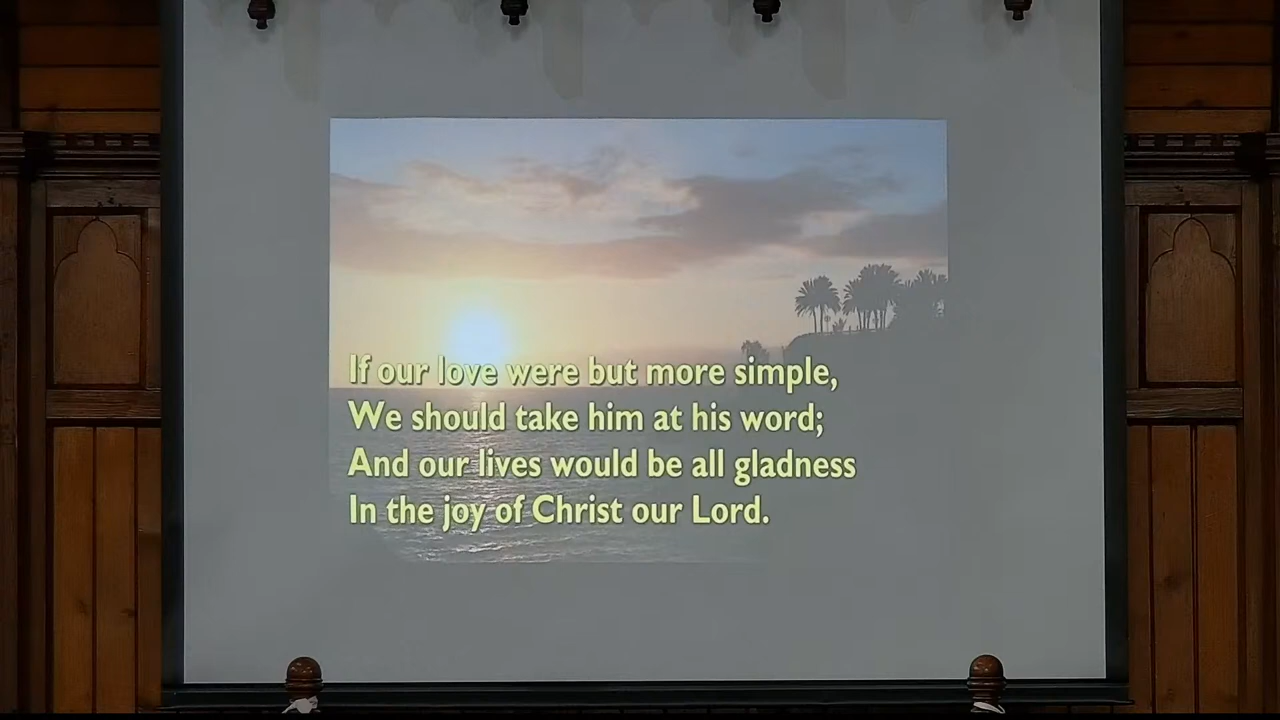 If our love were but more simple,
We should take him at his word;
And our lives would be all gladness
In the joy of Christ our Lord.